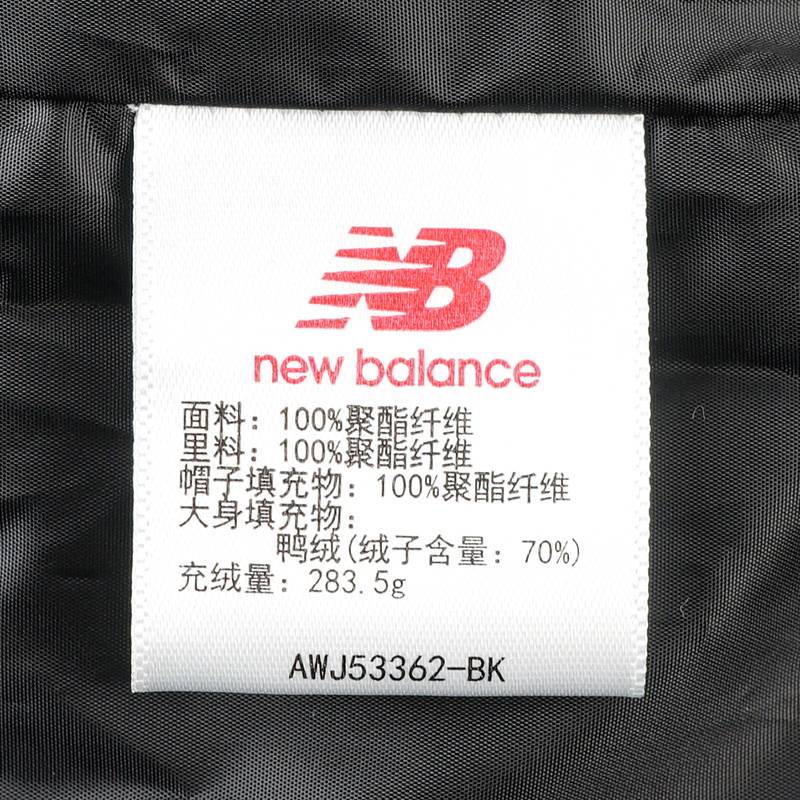 NB
new balance
面料：100%聚酯纤维
里料：100%聚酯纤维
帽子填充物：100%聚酯纤维
大身填充物：
鸭绒(绒子含量：70%)
充绒量：283.5g
AWJ53362-BK